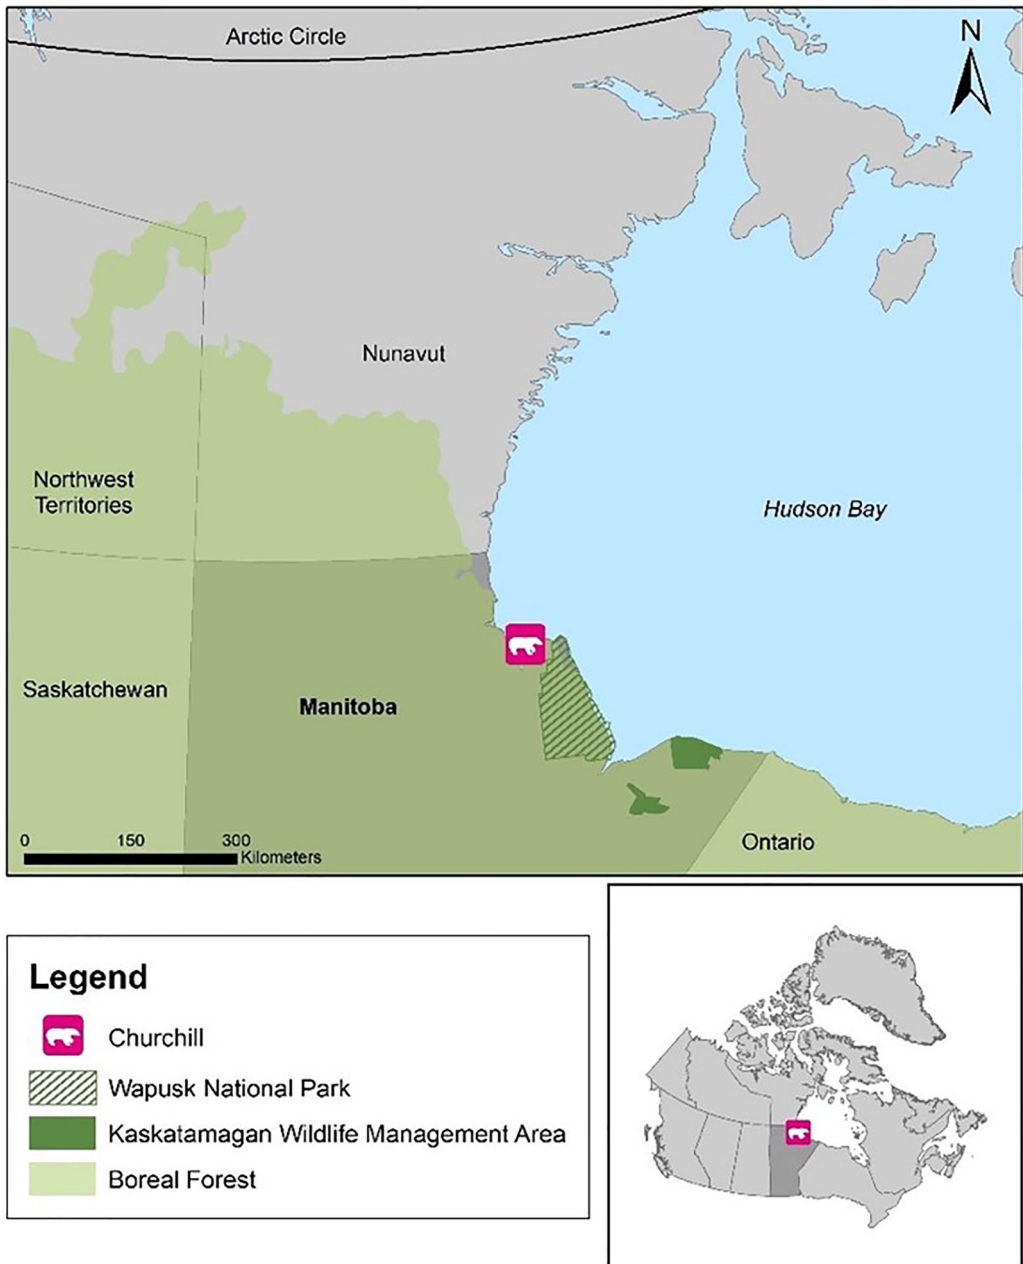 Arctic Circle
N
Nunavut
Northwest
Territories
Hudson Bay
Saskatchewan
Manitoba
Ontario
0 150 300
Kilometers
Legend
Churchill
Wapusk National Park
Kaskatamagan Wildlife Management Area
Boreal Forest